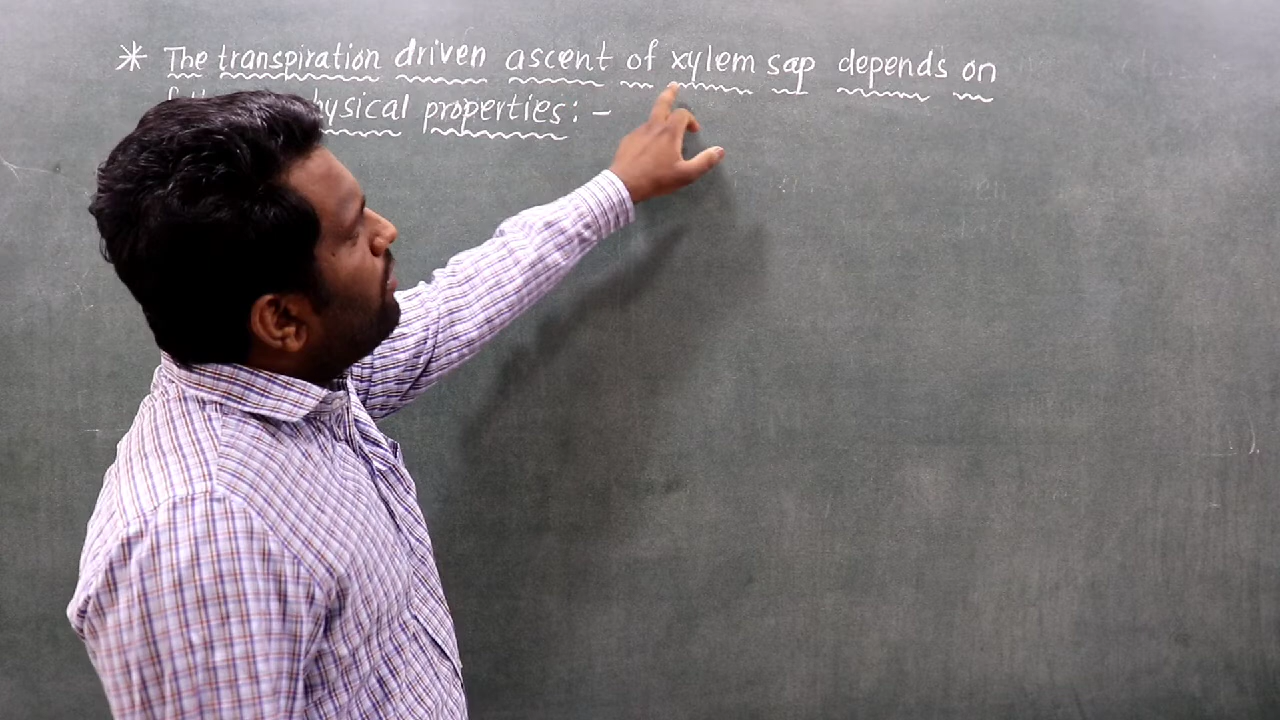 * The transpiration driven ascent of xylem sap depends on
physical properties : -